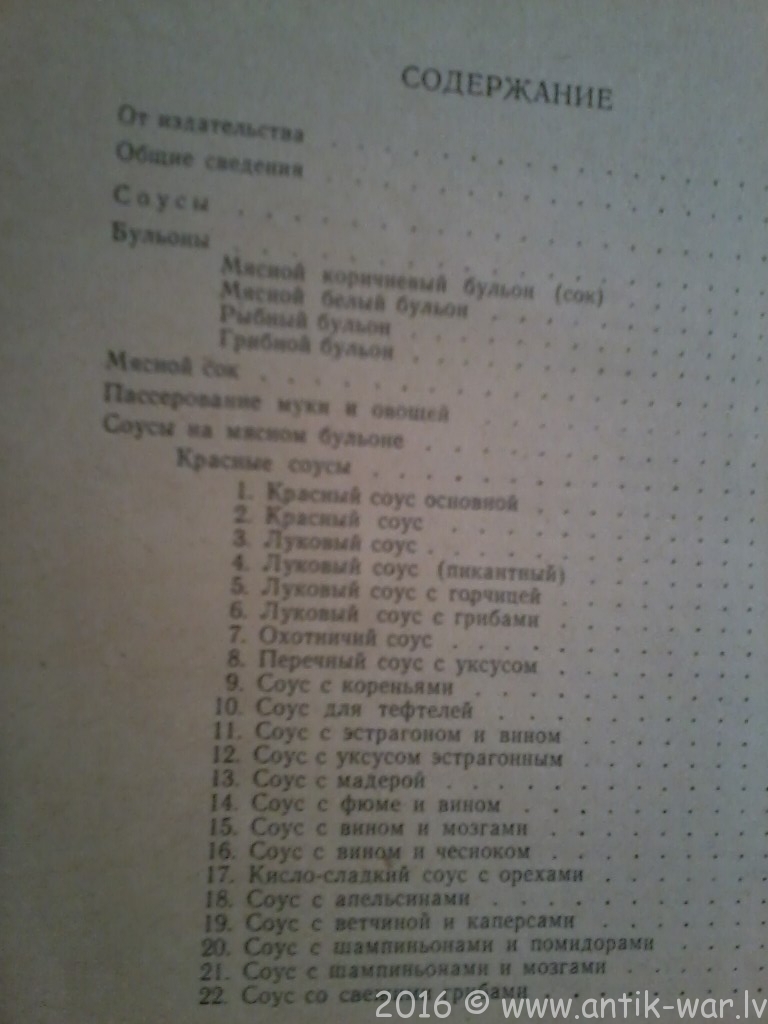 СОДЕРЖАНИЕ
От издательства . . . . . . . . . . .
Общие сведения . . . . . . . . . . .
Соусы . . . . . . . . . . . . . .
Бульоны . . . . . . . . . . . . . .
Мясной коричневый бульон (сок) . . . .
Мясной белый бульон . . . . . . . .
Рыбный бульон . . . . . . . . . .
Грибной бульон . . . . . . . . . .
Мясной сок . . . . . . . . . . . . .
Пассерование муки и овощей . . . . . . . .
Соусы на мясном бульоне . . . . . . . . .
Красные соусы . . . . . . . . . . .
1. Красный соус основной . . . . . . .
2. Красный соус . . . . . . . . .
3. Луковый соус . . . . . . . . . .
4. Луковый соус (пикантный) . . . . . .
5. Луковый соус с горчицей . . . . . .
6. Луковый соус с грибами . . . . . .
7. Охотничий соус . . . . . . . . .
8. Перечный соус с уксусом . . . . . .
9. Соус с кореньями . . . . . . . .
10. Соус для тефтелей . . . . . . . .
11. Соус с эстрагоном и вином . . . . . .
12. Соус с уксусом эстрагонным . . . . . .
13. Соус с мадерой . . . . . . . . .
14. Соус с фюме и вином . . . . . . .
15. Соус с вином и мозгами . . . . . .
16. Соус с вином и чесноком . . . . . .
17. Кисло-сладкий соус с орехами . . . . .
18. Соус с апельсинами . . . . . . . .
19. Соус с ветчиной и каперсами . . . . .
20. Соус с шампиньонами и помидорами . . .
21. Соус с шампиньонами и мозгами . . . .
22. Соус со свежими грибами . . . . . .
2016 © www.antik-war.lv